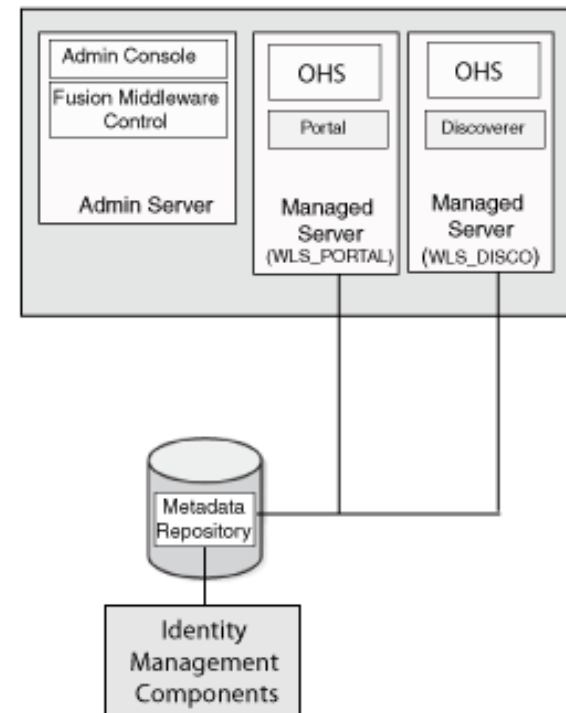 Admin Console
Fusion Middleware
Control
Admin Server
OHS
Portal
Managed
Server
(WLS_PORTAL)
OHS
Discoverer
Managed
Server
(WLS_DISCO)
Metadata
Repository
Identity
Management
Components